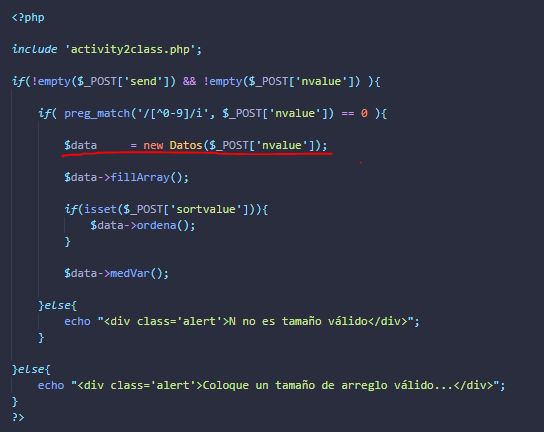 <?php
include 'activity2class.php';
if(!empty($_POST['send']) && !empty($_POST['nvalue']) ){
if( preg_match('/[^0-9]/i', $_POST['nvalue']) == 0 ){
$data     = new Datos($_POST['nvalue']);
$data->fillArray();
if(isset($_POST['sortvalue'])){
$data->ordena();
}
$data->medVar();
}else{
echo "<div class='alert'>N no es tamaño válido</div>";
}
}else{
echo "<div class='alert'>Coloque un tamaño de arreglo válido...</div>";
}
?>